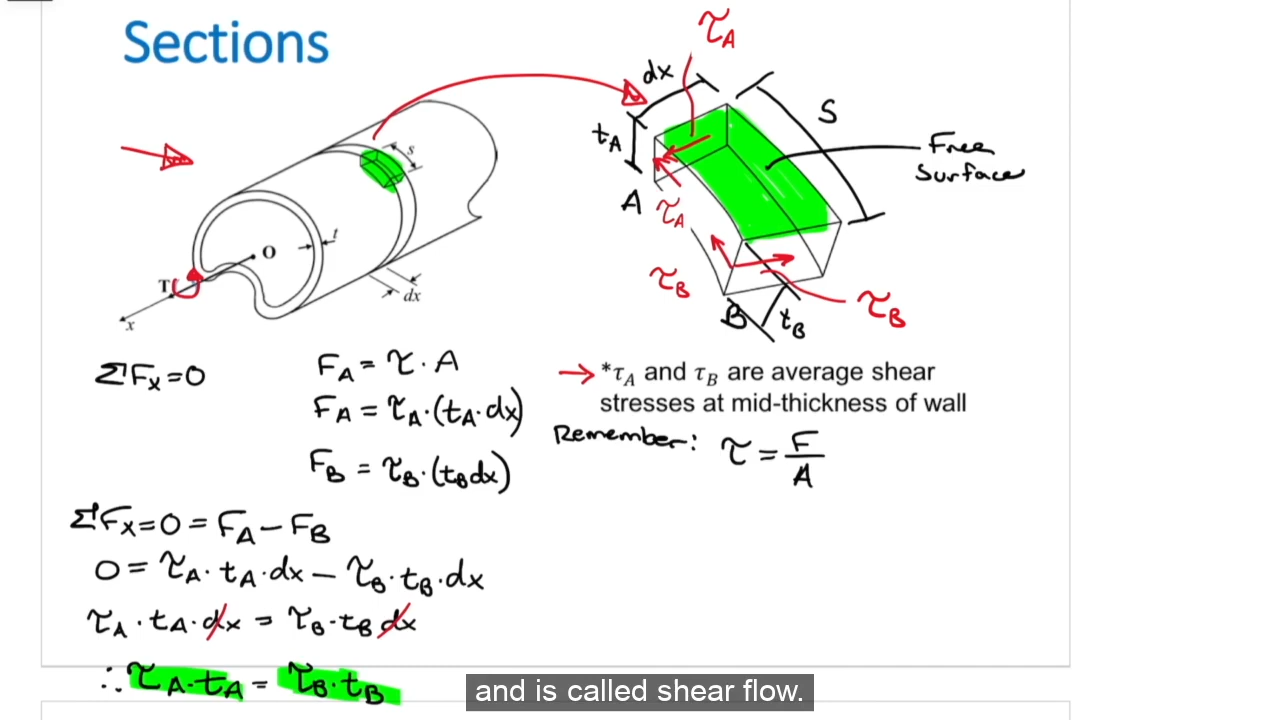 Sections
τA
dx
S
tA
Free
Surface
A
τA
s
t
O
T
τB
τB
B
tB
dx
x
ΣFx=0
FA = τ · A
FA = τA·(tA·dx)
FB = τB·(tBdx)
→ *τA and τB are average shear
stresses at mid-thickness of wall
Remember: τ = F/A
ΣFx=0 = FA − FB
0 = τA·tA·dx − τB·tB·dx
τA·tA·dx = τB·tB dx
∴ τA·tA = τB·tB
and is called shear flow.